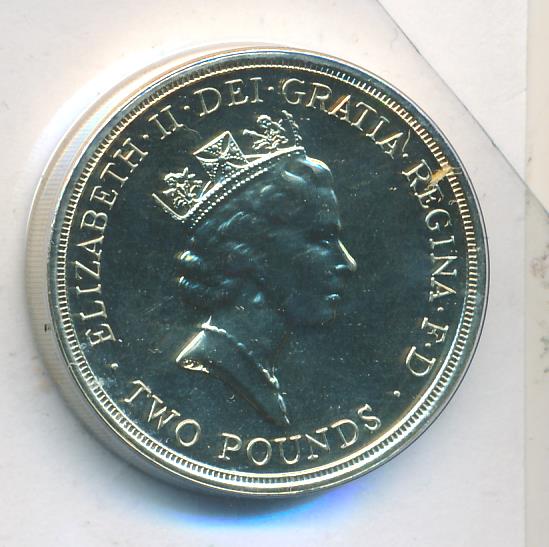 ELIZABETH·II·DEI·GRATIA·REGINA·F·D·
TWO POUNDS